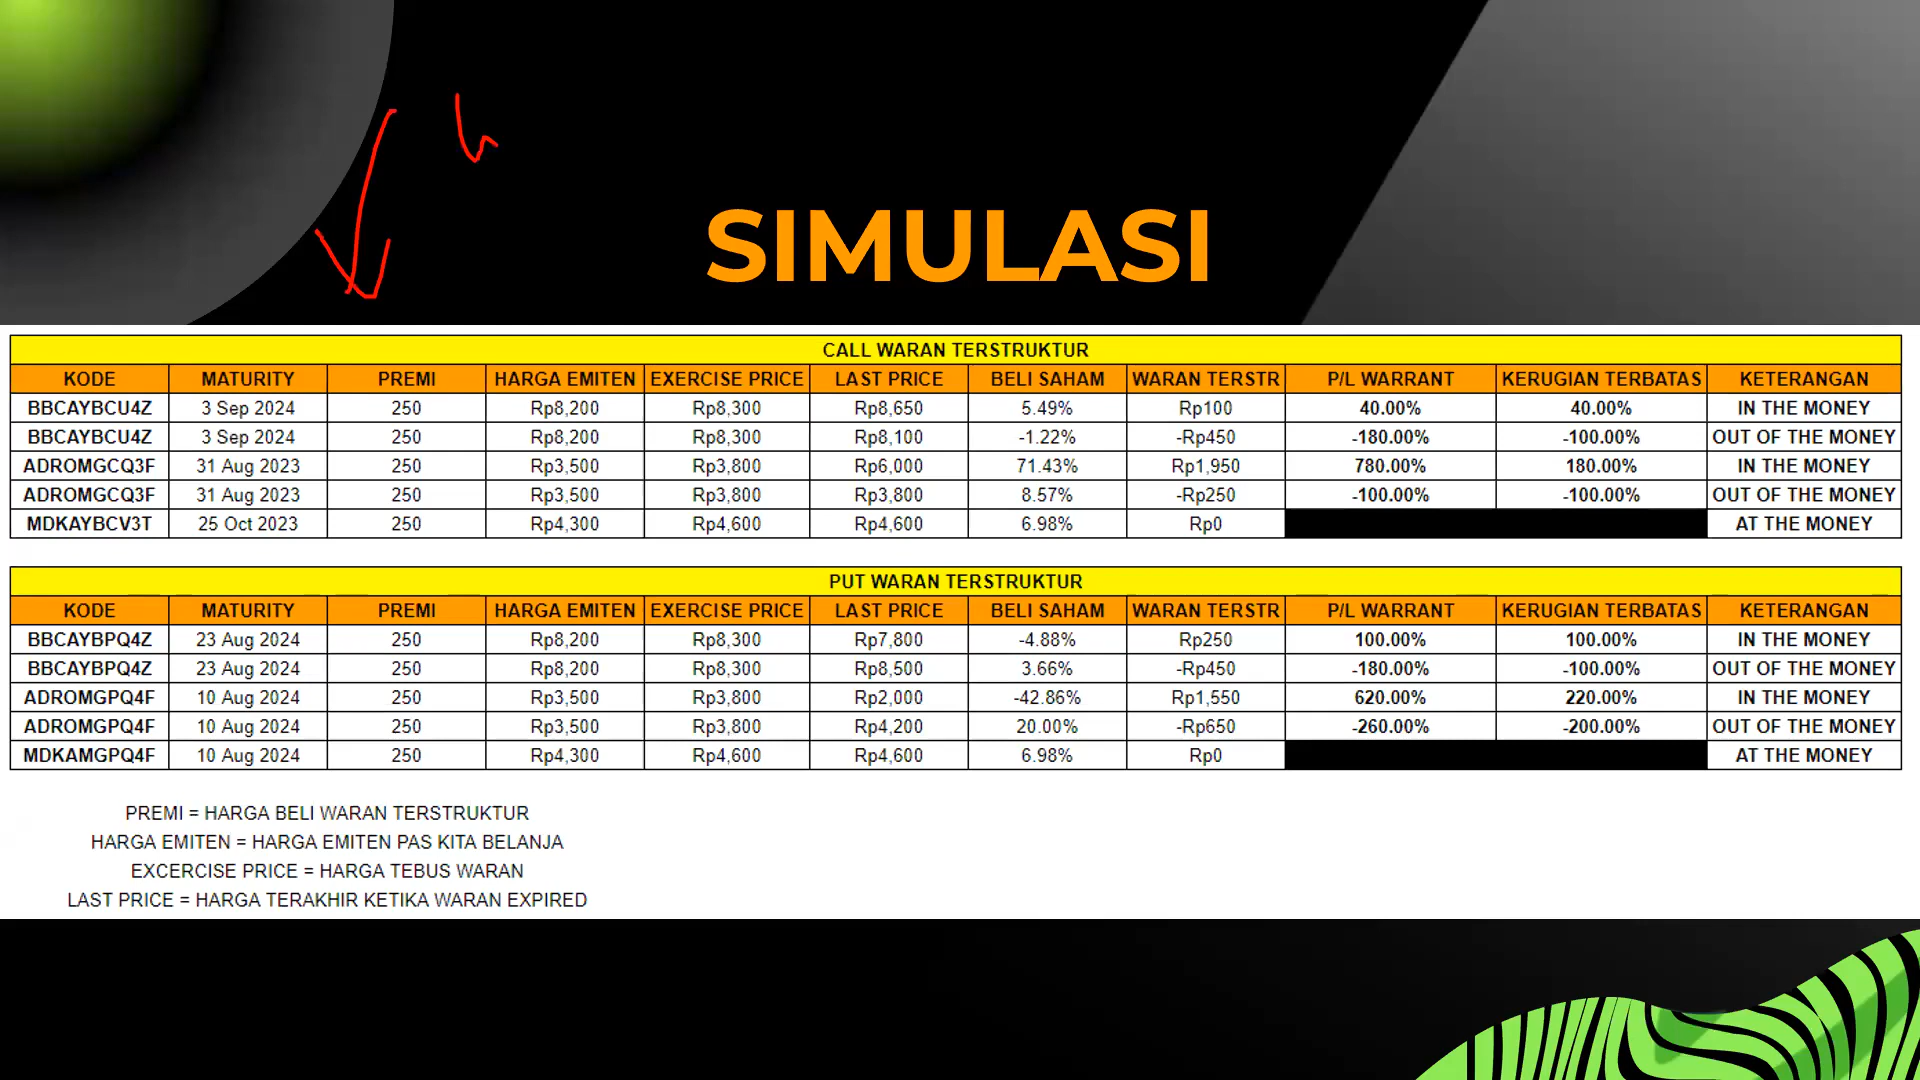 SIMULASI
CALL WARAN TERSTRUKTUR
KODE MATURITY PREMI HARGA EMITEN EXERCISE PRICE LAST PRICE BELI SAHAM WARAN TERSTR P/L WARRANT KERUGIAN TERBATAS KETERANGAN
BBCAYBCU4Z 3 Sep 2024 250 Rp8,200 Rp8,300 Rp8,650 5.49% Rp100 40.00% 40.00% IN THE MONEY
BBCAYBCU4Z 3 Sep 2024 250 Rp8,200 Rp8,300 Rp8,100 -1.22% -Rp450 -180.00% -100.00% OUT OF THE MONEY
ADROMGCQ3F 31 Aug 2023 250 Rp3,500 Rp3,800 Rp6,000 71.43% Rp1,950 780.00% 180.00% IN THE MONEY
ADROMGCQ3F 31 Aug 2023 250 Rp3,500 Rp3,800 Rp3,800 8.57% -Rp250 -100.00% -100.00% OUT OF THE MONEY
MDKAYBCV3T 25 Oct 2023 250 Rp4,300 Rp4,600 Rp4,600 6.98% Rp0 AT THE MONEY
PUT WARAN TERSTRUKTUR
KODE MATURITY PREMI HARGA EMITEN EXERCISE PRICE LAST PRICE BELI SAHAM WARAN TERSTR P/L WARRANT KERUGIAN TERBATAS KETERANGAN
BBCAYBPQ4Z 23 Aug 2024 250 Rp8,200 Rp8,300 Rp7,800 -4.88% Rp250 100.00% 100.00% IN THE MONEY
BBCAYBPQ4Z 23 Aug 2024 250 Rp8,200 Rp8,300 Rp8,500 3.66% -Rp450 -180.00% -100.00% OUT OF THE MONEY
ADROMGPQ4F 10 Aug 2024 250 Rp3,500 Rp3,800 Rp2,000 -42.86% Rp1,550 620.00% 220.00% IN THE MONEY
ADROMGPQ4F 10 Aug 2024 250 Rp3,500 Rp3,800 Rp4,200 20.00% -Rp650 -260.00% -200.00% OUT OF THE MONEY
MDKAMGPQ4F 10 Aug 2024 250 Rp4,300 Rp4,600 Rp4,600 6.98% Rp0 AT THE MONEY
PREMI = HARGA BELI WARAN TERSTRUKTUR
HARGA EMITEN = HARGA EMITEN PAS KITA BELANJA
EXCERCISE PRICE = HARGA TEBUS WARAN
LAST PRICE = HARGA TERAKHIR KETIKA WARAN EXPIRED